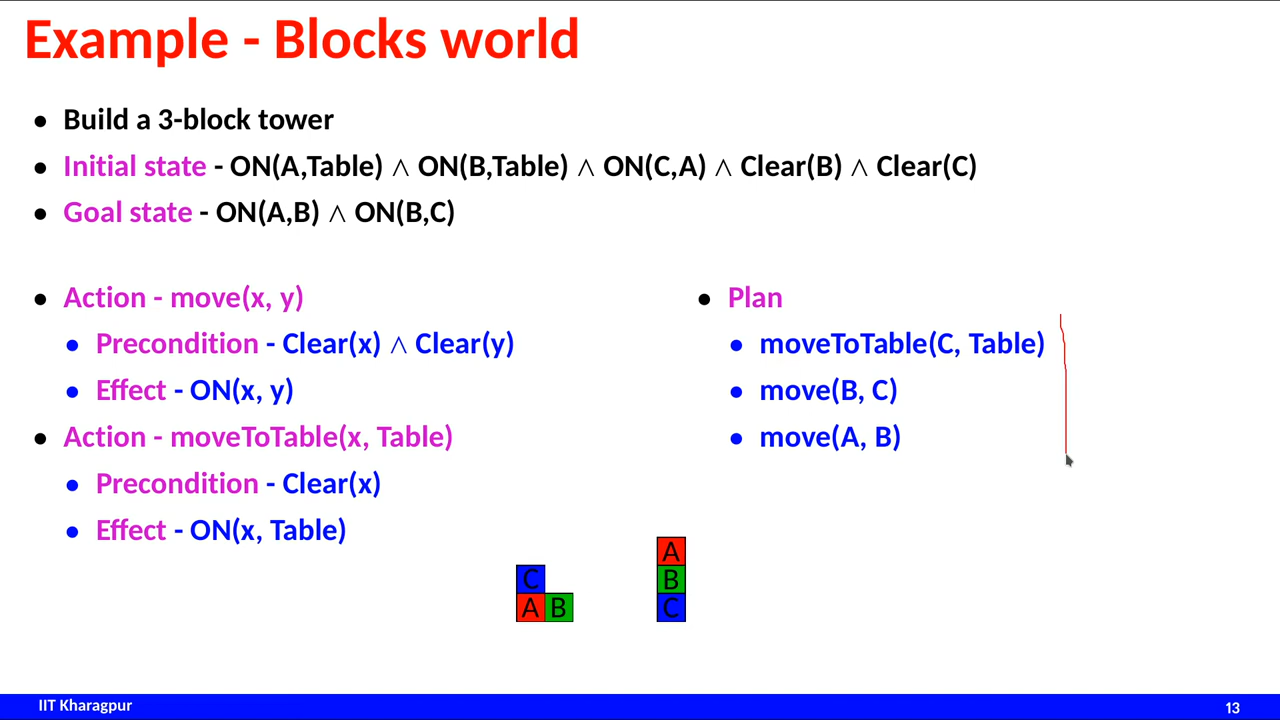 Example - Blocks world
• Build a 3-block tower
• Initial state - ON(A,Table) ∧ ON(B,Table) ∧ ON(C,A) ∧ Clear(B) ∧ Clear(C)
• Goal state - ON(A,B) ∧ ON(B,C)
• Action - move(x, y)
• Precondition - Clear(x) ∧ Clear(y)
• Effect - ON(x, y)
• Action - moveToTable(x, Table)
• Precondition - Clear(x)
• Effect - ON(x, Table)
• Plan
• moveToTable(C, Table)
• move(B, C)
• move(A, B)
C
A B
A
B
C
IIT Kharagpur
13